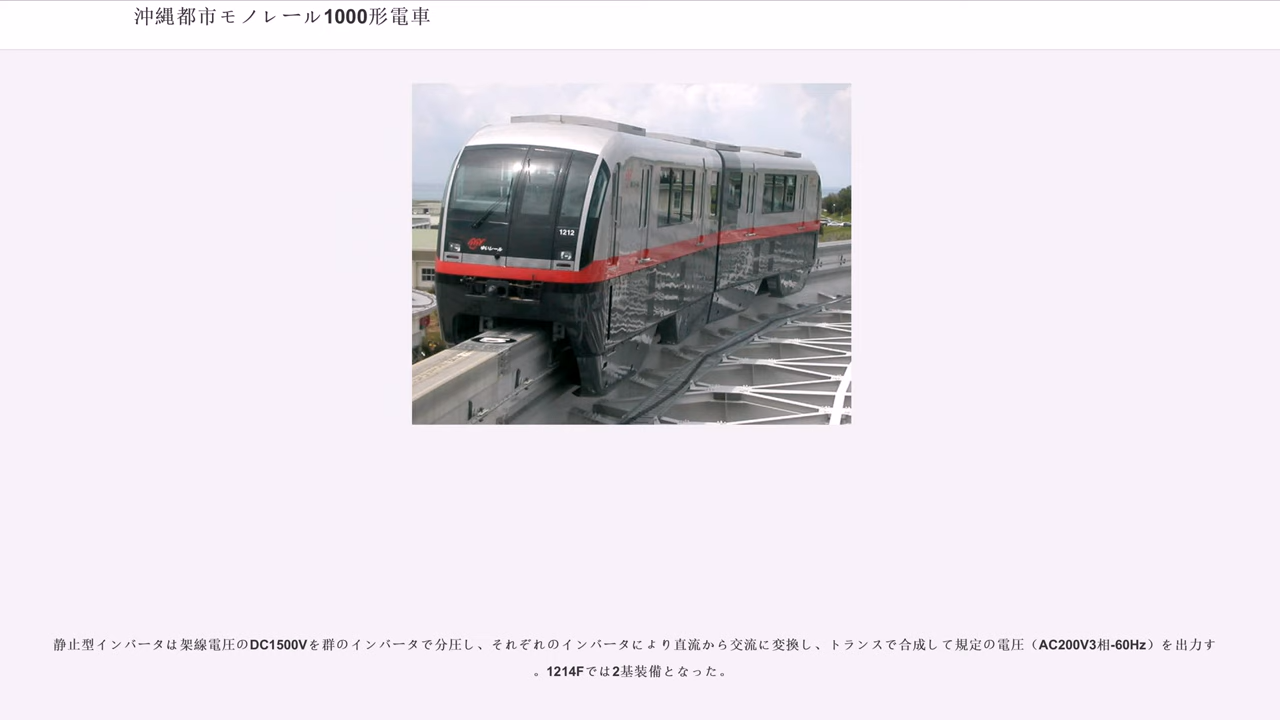 沖縄都市モノレール1000形電車
1212
ゆいレール
静止型インバータは架線電圧のDC1500Vを群のインバータで分圧し、それぞれのインバータにより直流から交流に変換し、トランスで合成して規定の電圧（AC200V3相-60Hz）を出力す
。1214Fでは2基装備となった。